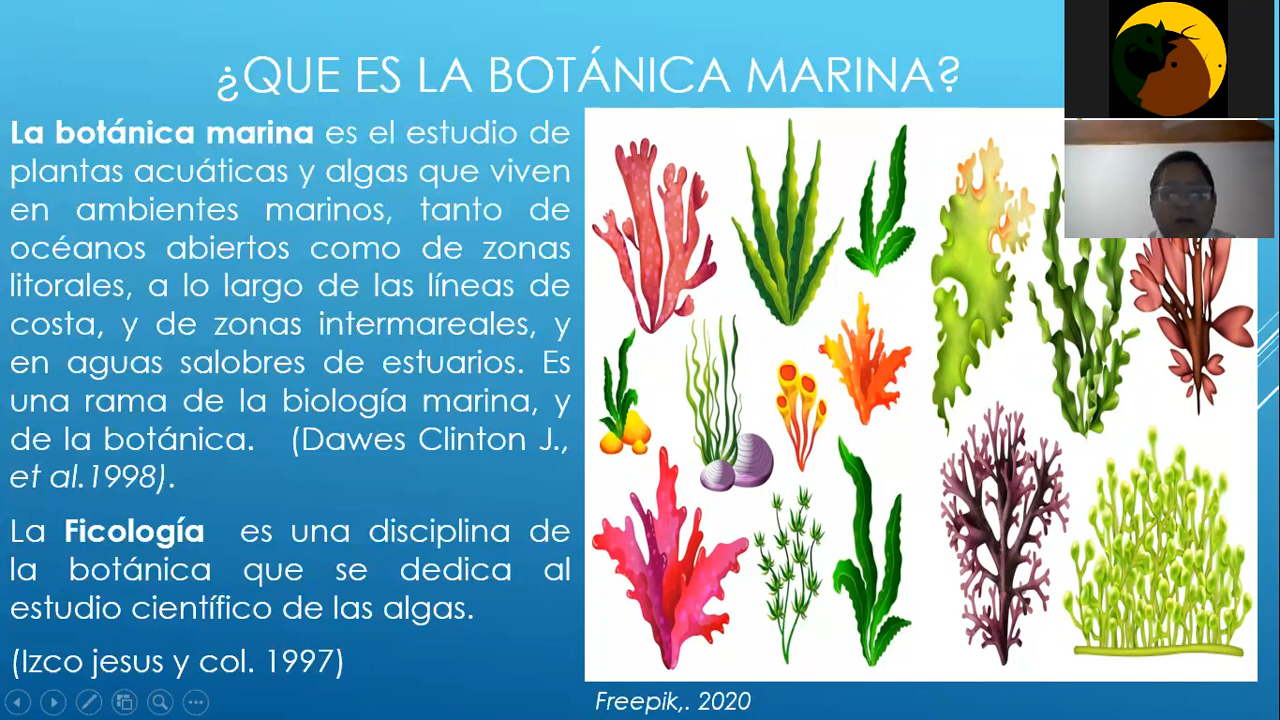 ¿QUE ES LA BOTÁNICA MARINA?
La botánica marina es el estudio de
plantas acuáticas y algas que viven
en ambientes marinos, tanto de
océanos abiertos como de zonas
litorales, a lo largo de las líneas de
costa, y de zonas intermareales, y
en aguas salobres de estuarios. Es
una rama de la biología marina, y
de la botánica. (Dawes Clinton J.,
et al.1998).
La Ficología es una disciplina de
la botánica que se dedica al
estudio científico de las algas.
(Izco jesus y col. 1997)
Freepik,. 2020